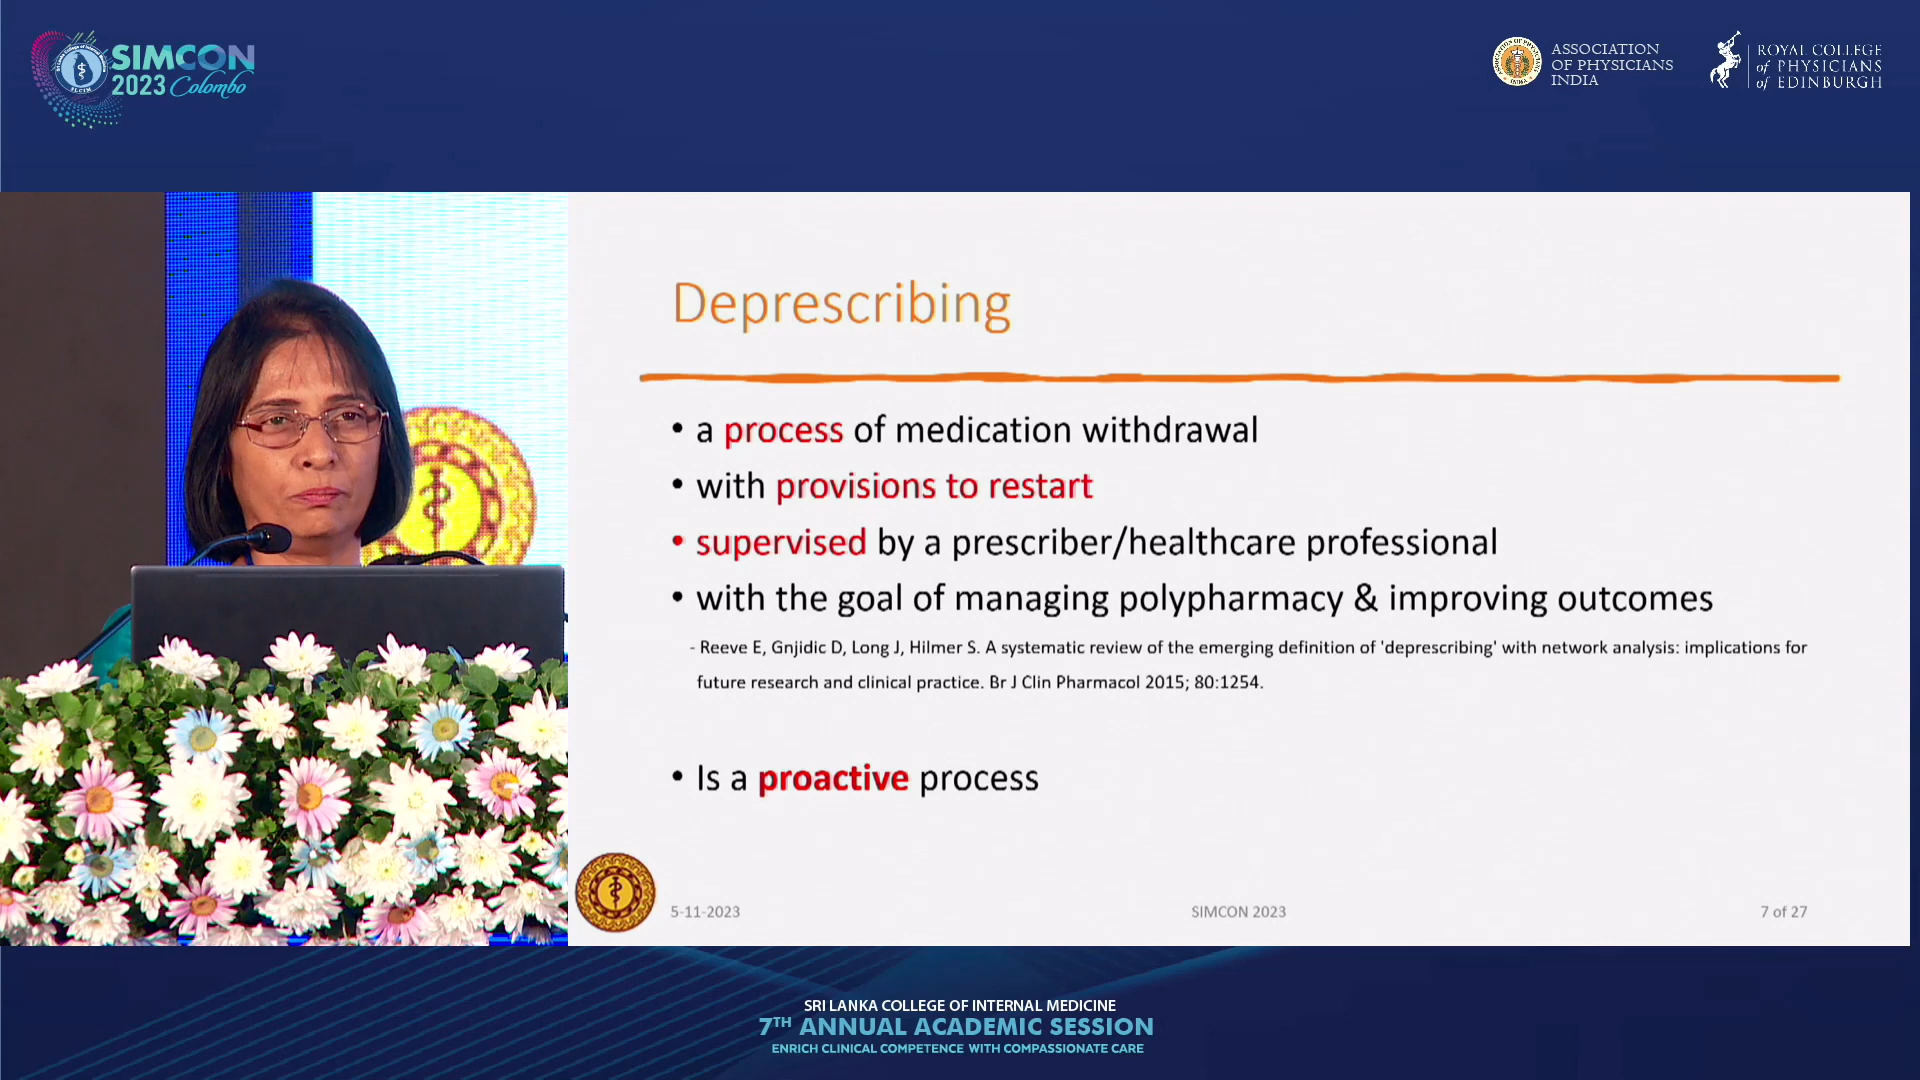 SIMCON
2023 Colombo
SLCIM
ASSOCIATION
OF PHYSICIANS
INDIA
ROYAL COLLEGE
of PHYSICIANS
of EDINBURGH
Deprescribing
• a process of medication withdrawal
• with provisions to restart
• supervised by a prescriber/healthcare professional
• with the goal of managing polypharmacy & improving outcomes
- Reeve E, Gnjidic D, Long J, Hilmer S. A systematic review of the emerging definition of 'deprescribing' with network analysis: implications for
future research and clinical practice. Br J Clin Pharmacol 2015; 80:1254.
• Is a proactive process
5-11-2023
SIMCON 2023
7 of 27
SRI LANKA COLLEGE OF INTERNAL MEDICINE
7TH ANNUAL ACADEMIC SESSION
ENRICH CLINICAL COMPETENCE WITH COMPASSIONATE CARE